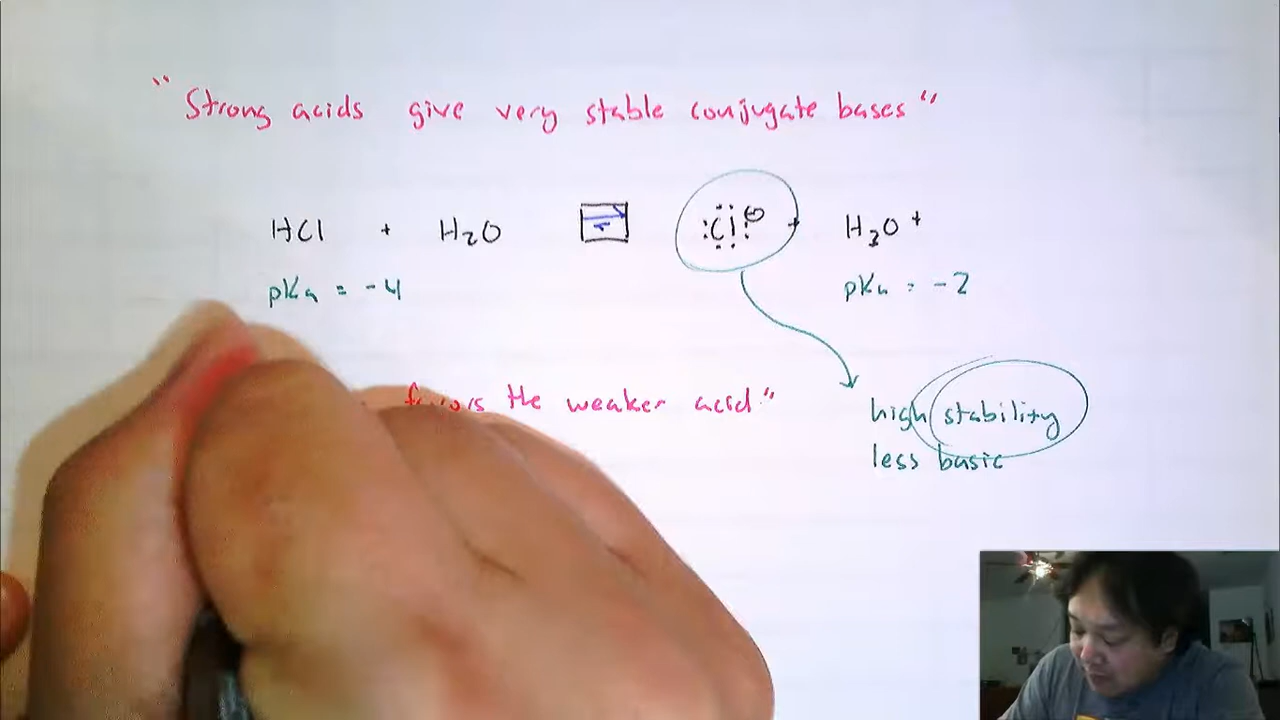 "Strong acids give very stable conjugate bases"
HCl + H₂O ⇄ :Cl:⊖ + H₃O⁺
pKa = -4 pKa = -2
favors the weaker acid"
high stability
less basic